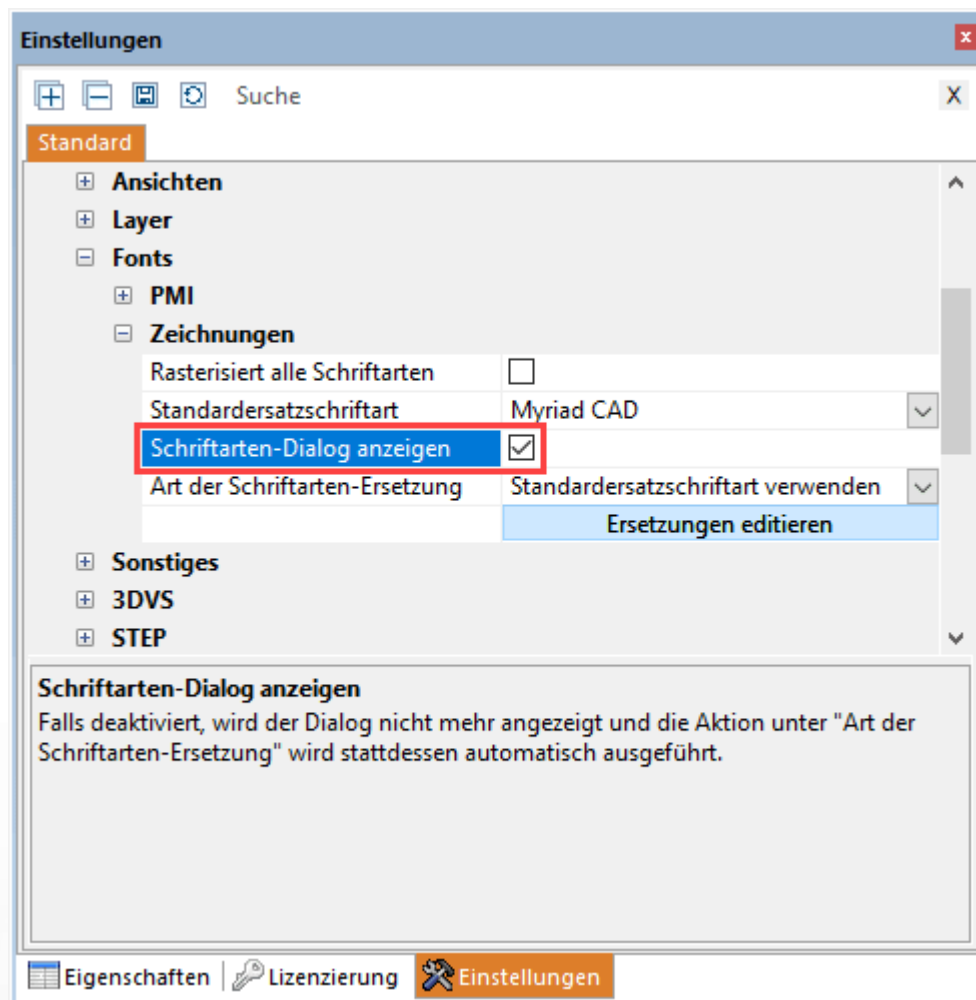 Einstellungen
x
Suche X
Standard
Ansichten
Layer
Fonts
PMI
Zeichnungen
Rasterisiert alle Schriftarten
Standardersatzschriftart Myriad CAD
Schriftarten-Dialog anzeigen
Art der Schriftarten-Ersetzung Standardersatzschriftart verwenden
Ersetzungen editieren
Sonstiges
3DVS
STEP
Schriftarten-Dialog anzeigen
Falls deaktiviert, wird der Dialog nicht mehr angezeigt und die Aktion unter "Art der
Schriftarten-Ersetzung" wird stattdessen automatisch ausgeführt.
Eigenschaften Lizenzierung Einstellungen